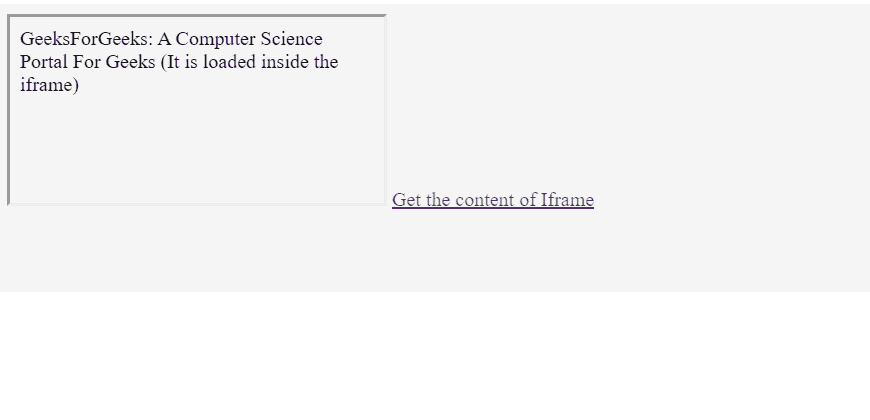 GeeksForGeeks: A Computer Science
Portal For Geeks (It is loaded inside the
iframe)
Get the content of Iframe